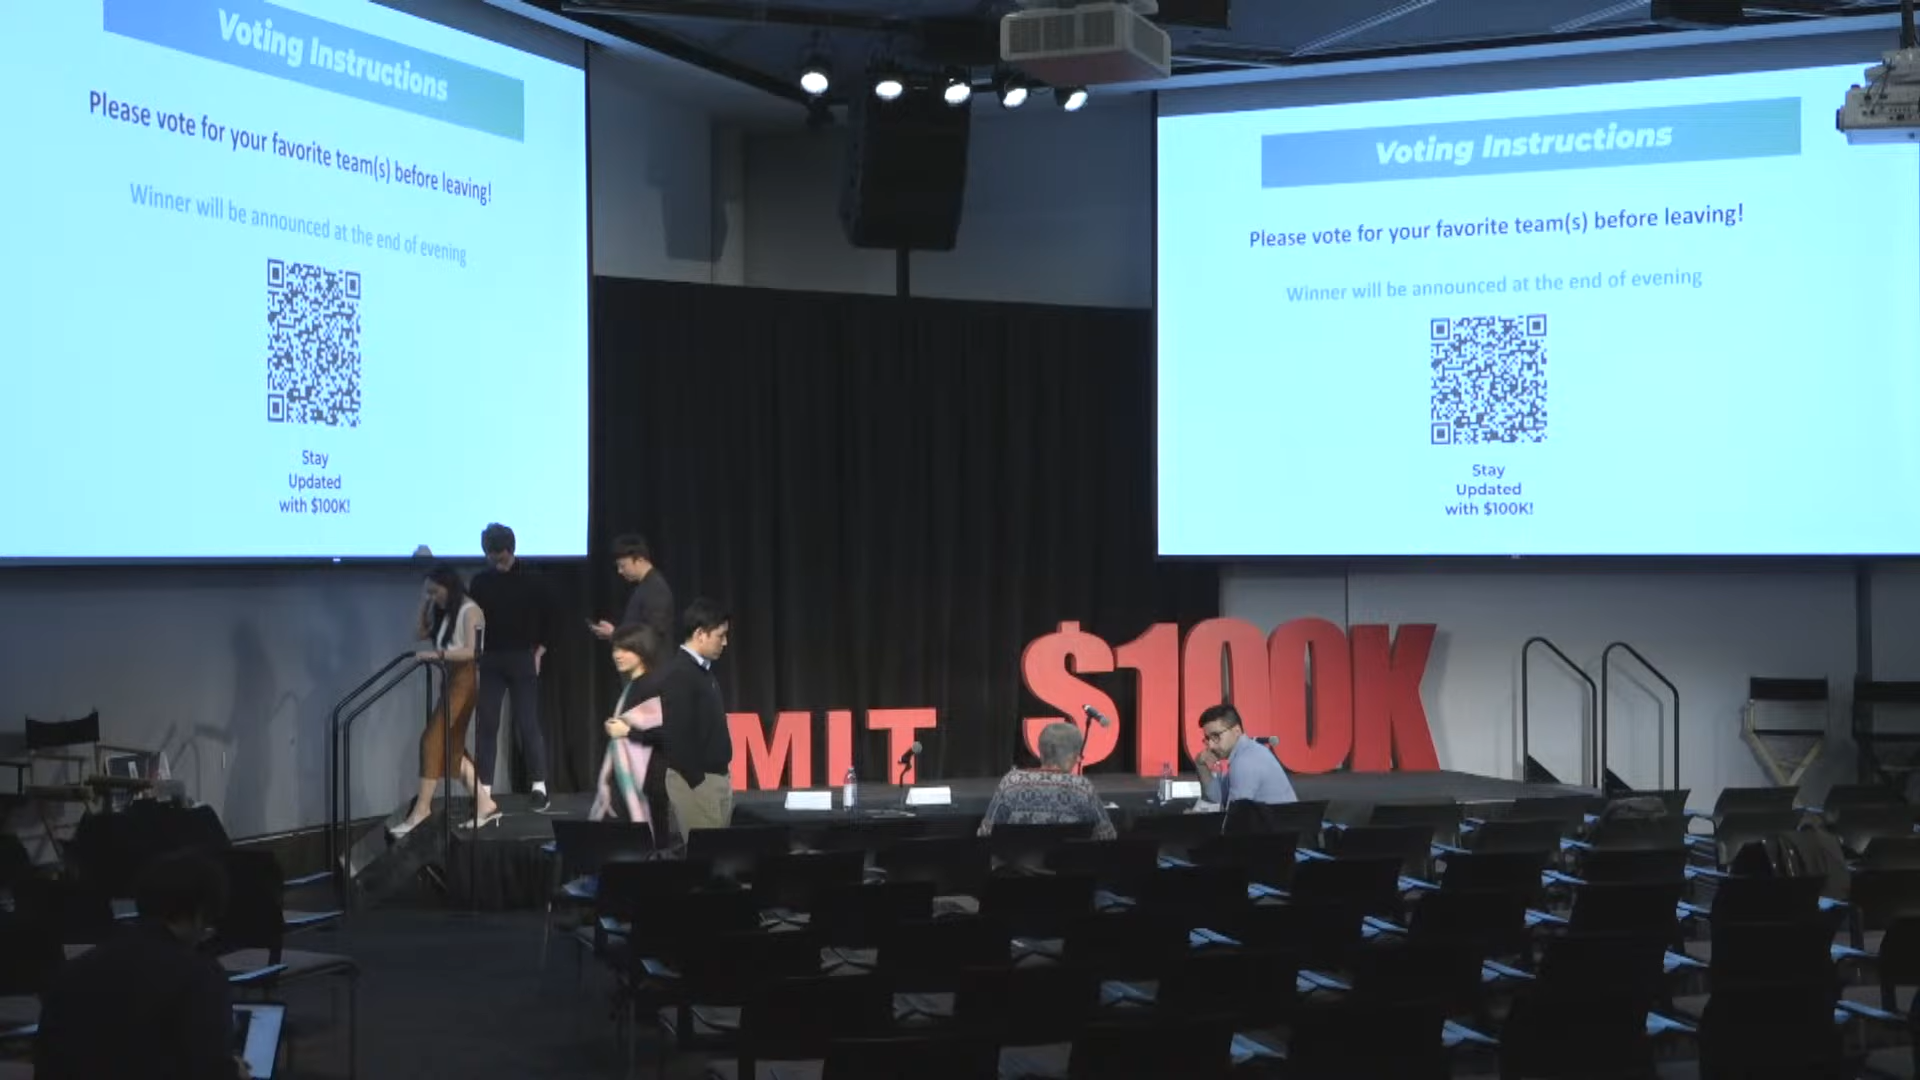 Voting Instructions
Please vote for your favorite team(s) before leaving!
Winner will be announced at the end of evening
Stay
Updated
with $100K!
Voting Instructions
Please vote for your favorite team(s) before leaving!
Winner will be announced at the end of evening
Stay
Updated
with $100K!
MIT $100K